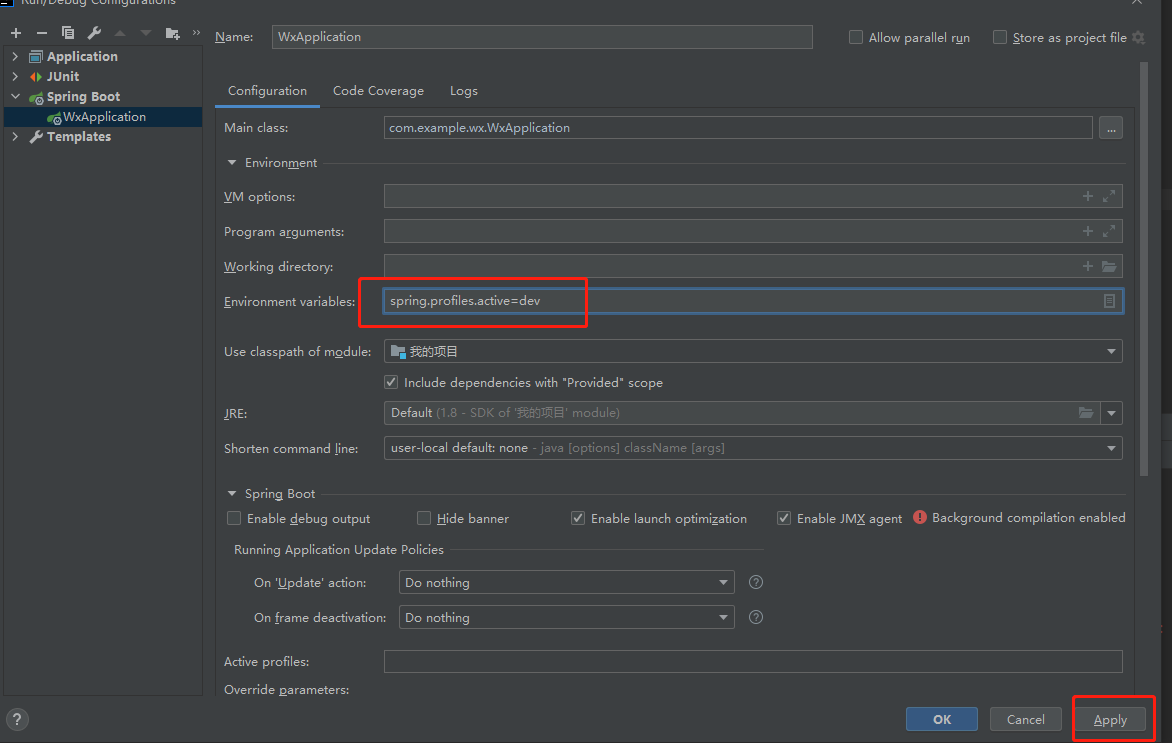 Run/Debug Configurations
Name: WxApplication Allow parallel run Store as project file
Application
JUnit
Spring Boot
WxApplication
Templates
Configuration Code Coverage Logs
Main class: com.example.wx.WxApplication ...
Environment
VM options:
Program arguments:
Working directory:
Environment variables: spring.profiles.active=dev
Use classpath of module: 我的项目
Include dependencies with "Provided" scope
JRE: Default (1.8 - SDK of '我的项目' module)
Shorten command line: user-local default: none - java [options] className [args]
Spring Boot
Enable debug output Hide banner Enable launch optimization Enable JMX agent Background compilation enabled
Running Application Update Policies
On 'Update' action: Do nothing ?
On frame deactivation: Do nothing ?
Active profiles:
Override parameters:
? OK Cancel Apply